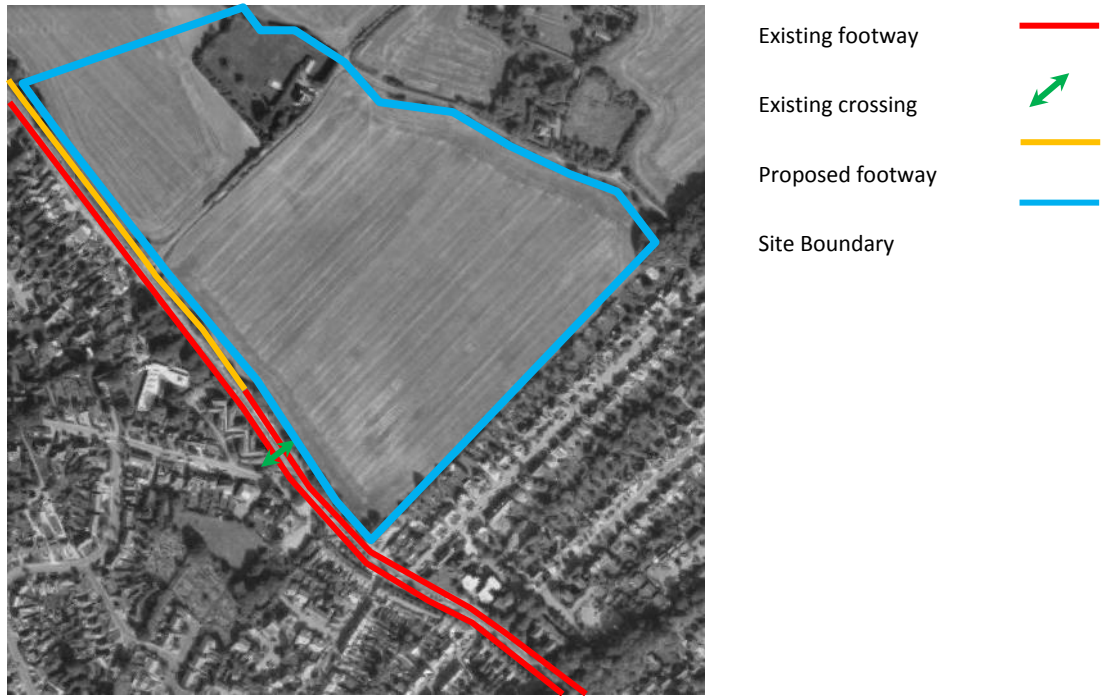 Existing footway
Existing crossing
Proposed footway
Site Boundary